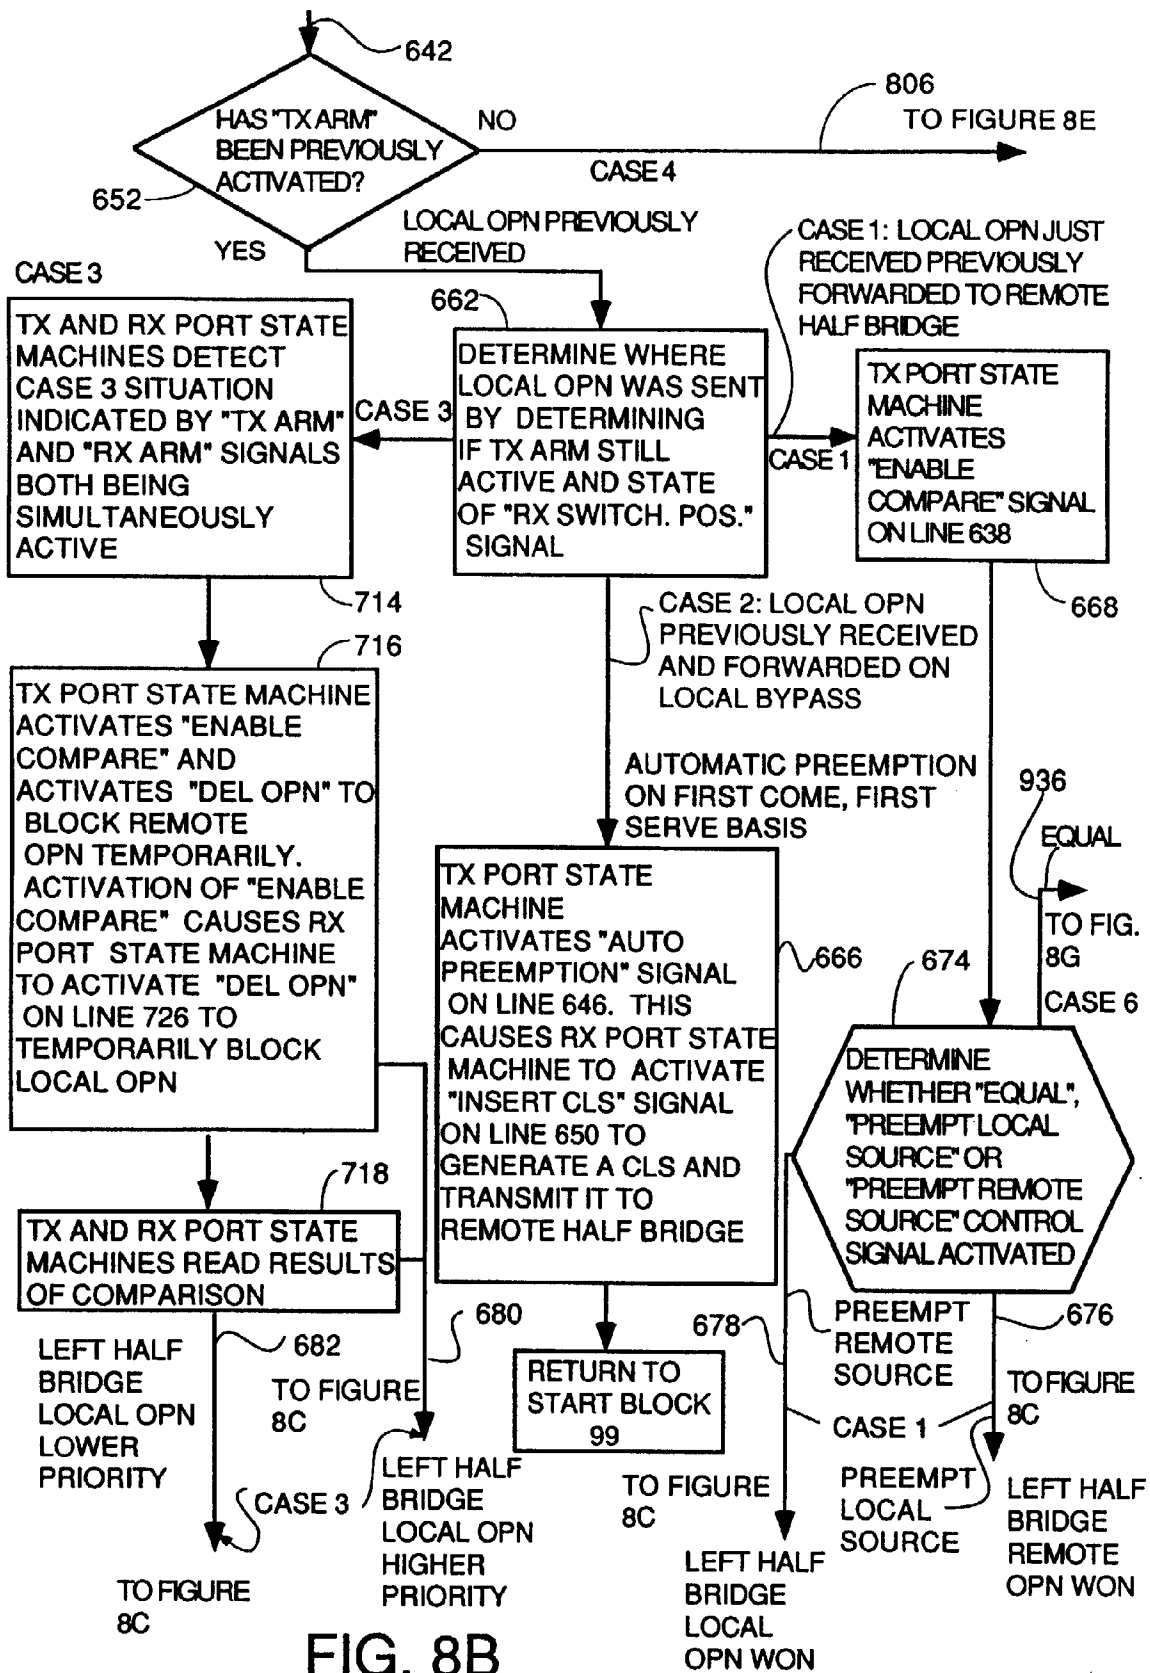 642
HAS "TX ARM"
BEEN PREVIOUSLY
ACTIVATED?
652
NO
CASE 4
806
TO FIGURE 8E
YES
LOCAL OPN PREVIOUSLY
RECEIVED
CASE 1: LOCAL OPN JUST
RECEIVED PREVIOUSLY
FORWARDED TO REMOTE
HALF BRIDGE
CASE 3
TX AND RX PORT STATE
MACHINES DETECT
CASE 3 SITUATION
INDICATED BY "TX ARM"
AND "RX ARM" SIGNALS
BOTH BEING
SIMULTANEOUSLY
ACTIVE
714
CASE 3
662
DETERMINE WHERE
LOCAL OPN WAS SENT
BY DETERMINING
IF TX ARM STILL
ACTIVE AND STATE
OF "RX SWITCH. POS."
SIGNAL
CASE 1
TX PORT STATE
MACHINE
ACTIVATES
"ENABLE
COMPARE" SIGNAL
ON LINE 638
668
716
TX PORT STATE MACHINE
ACTIVATES "ENABLE
COMPARE" AND
ACTIVATES "DEL OPN" TO
BLOCK REMOTE
OPN TEMPORARILY.
ACTIVATION OF "ENABLE
COMPARE" CAUSES RX
PORT STATE MACHINE
TO ACTIVATE "DEL OPN"
ON LINE 726 TO
TEMPORARILY BLOCK
LOCAL OPN
CASE 2: LOCAL OPN
PREVIOUSLY RECEIVED
AND FORWARDED ON
LOCAL BYPASS
AUTOMATIC PREEMPTION
ON FIRST COME, FIRST
SERVE BASIS
TX PORT STATE
MACHINE
ACTIVATES "AUTO
PREEMPTION" SIGNAL
ON LINE 646. THIS
CAUSES RX PORT STATE
MACHINE TO ACTIVATE
"INSERT CLS" SIGNAL
ON LINE 650 TO
GENERATE A CLS AND
TRANSMIT IT TO
REMOTE HALF BRIDGE
666
936
EQUAL
TO FIG.
8G
CASE 6
674
DETERMINE
WHETHER "EQUAL",
"PREEMPT LOCAL
SOURCE" OR
"PREEMPT REMOTE
SOURCE" CONTROL
SIGNAL ACTIVATED
718
TX AND RX PORT STATE
MACHINES READ RESULTS
OF COMPARISON
682
LEFT HALF
BRIDGE
LOCAL OPN
LOWER
PRIORITY
TO FIGURE
8C
680
TO FIGURE
8C
CASE 3
LEFT HALF
BRIDGE
LOCAL OPN
HIGHER
PRIORITY
RETURN TO
START BLOCK
99
678
PREEMPT
REMOTE
SOURCE
676
TO FIGURE
8C
CASE 1
TO FIGURE
8C
PREEMPT
LOCAL
SOURCE
LEFT HALF
BRIDGE
REMOTE
OPN WON
LEFT HALF
BRIDGE
LOCAL
OPN WON
FIG. 8B